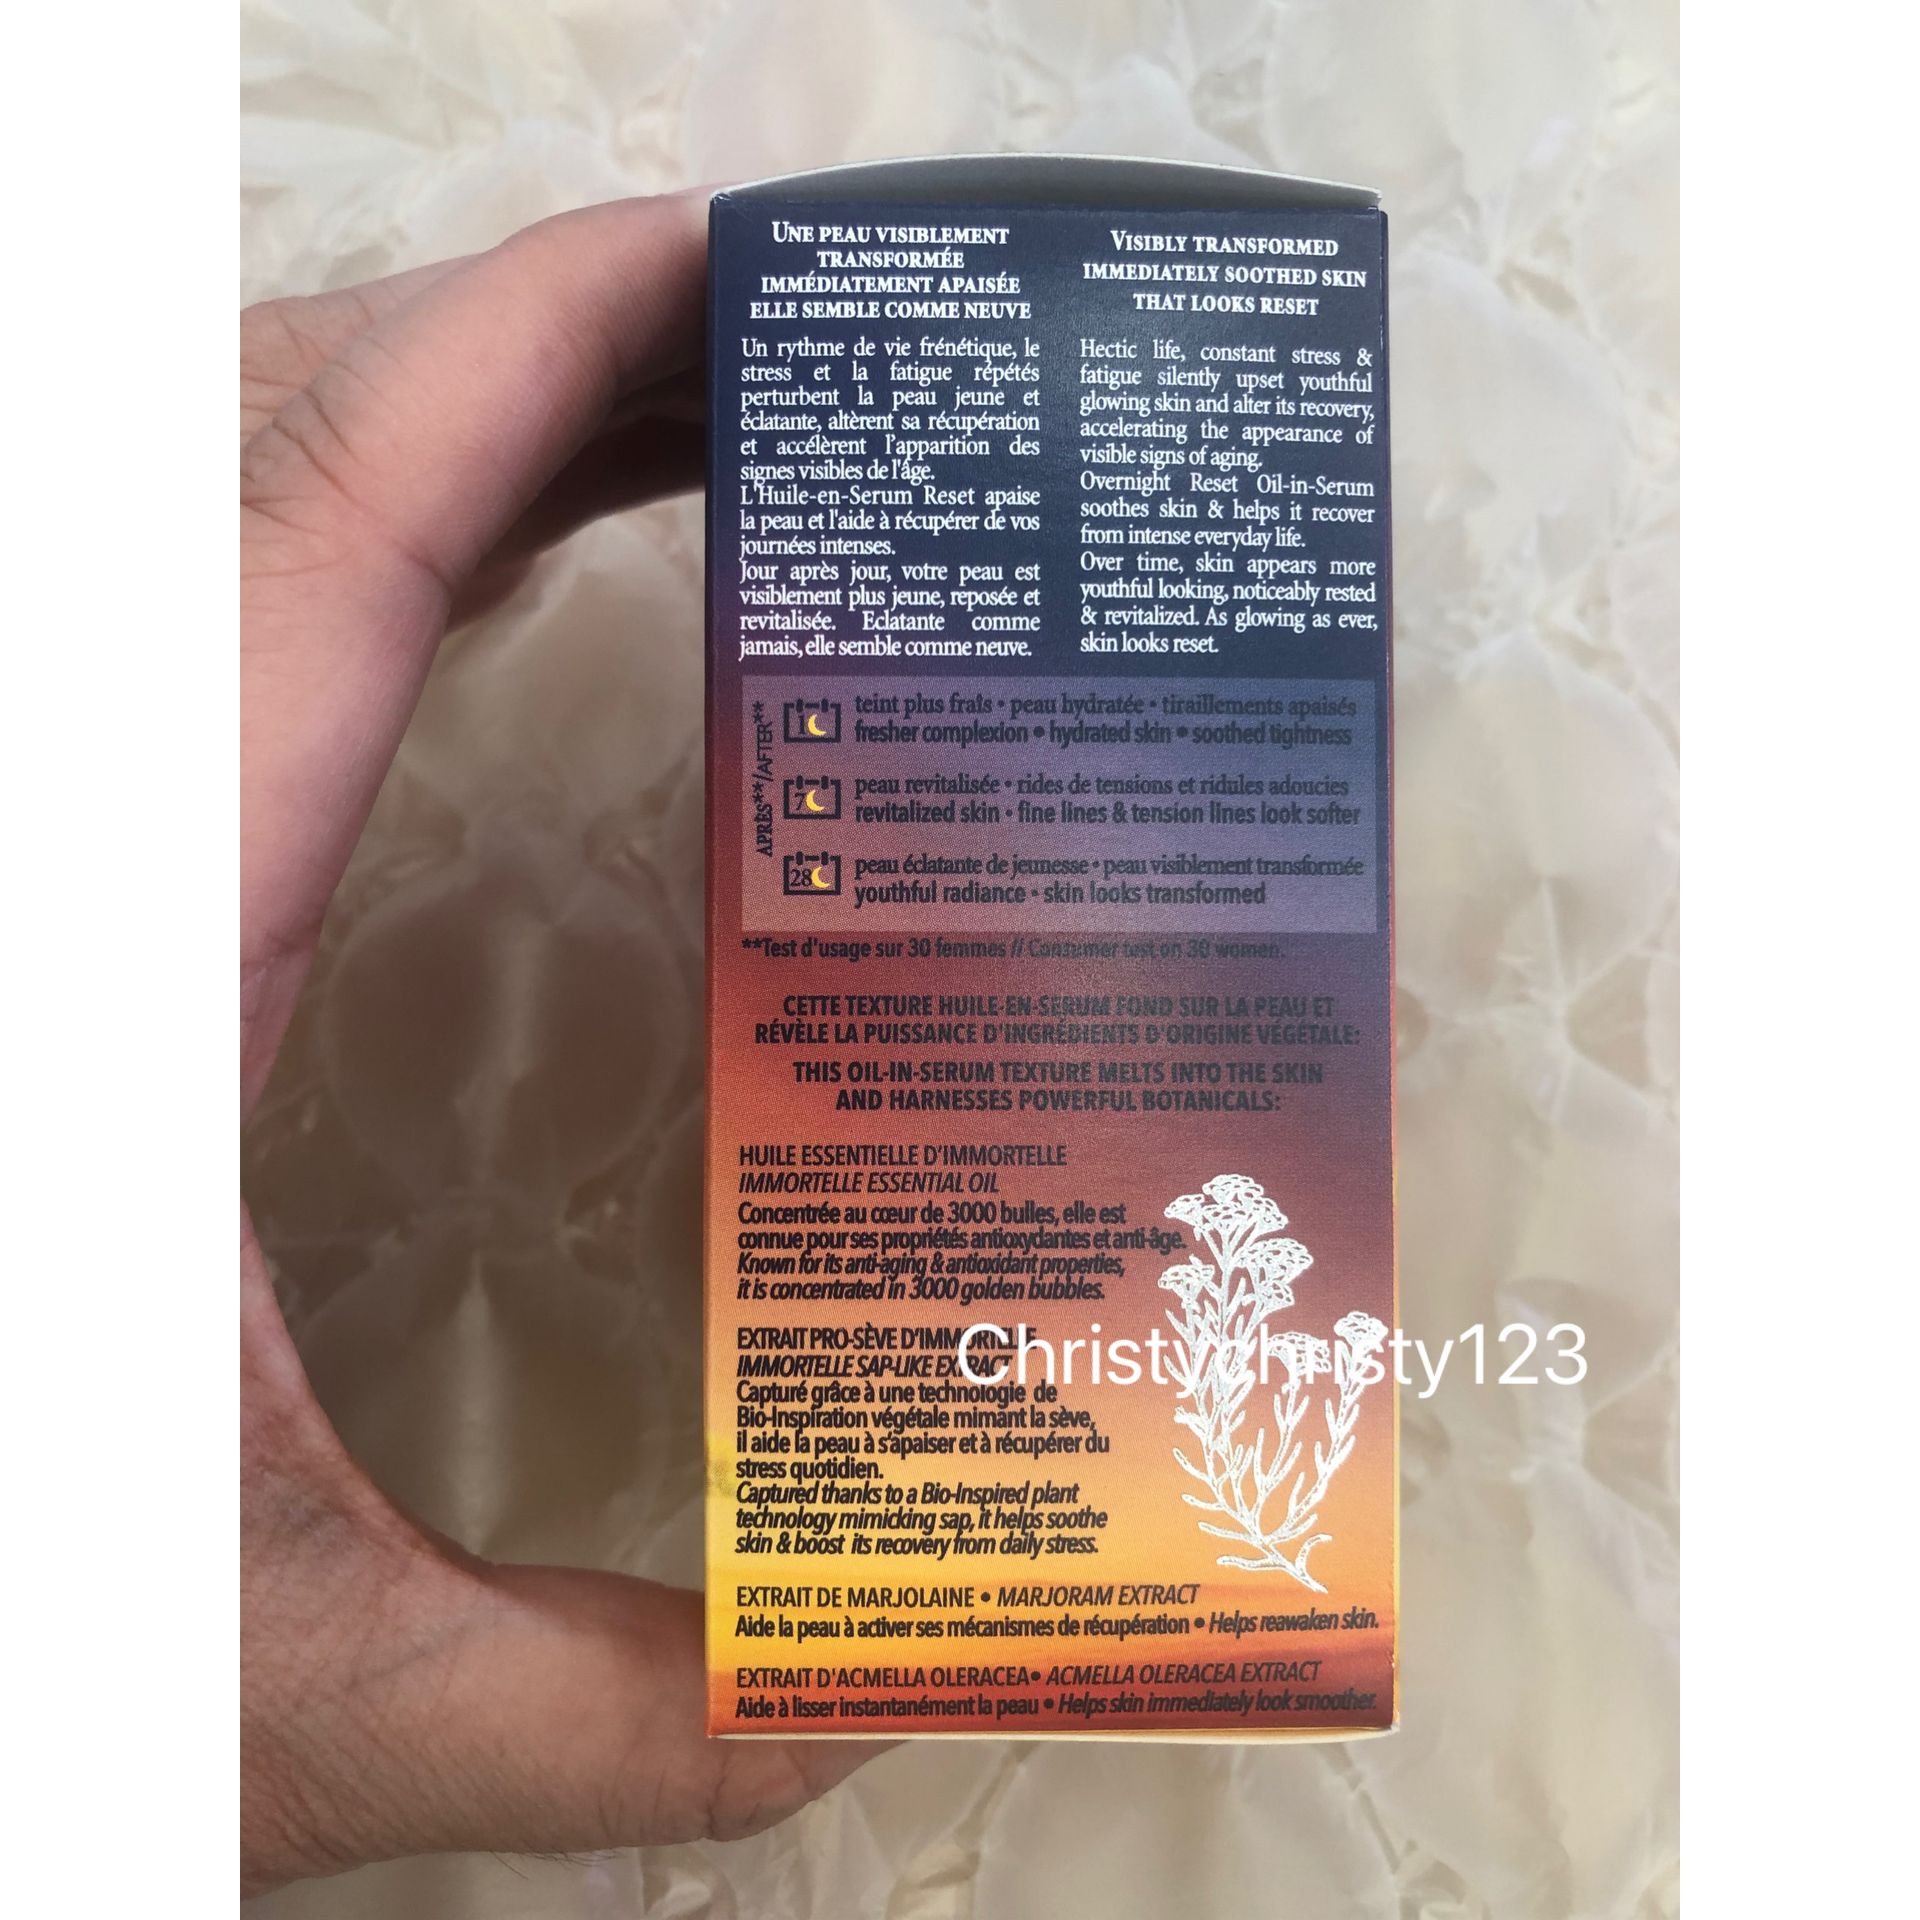 UNE PEAU VISIBLEMENT
TRANSFORMÉE
IMMÉDIATEMENT APAISÉE
ELLE SEMBLE COMME NEUVE
Un rythme de vie frénétique, le
stress et la fatigue répétés
perturbent la peau jeune et
éclatante, altèrent sa récupération
et accélèrent l'apparition des
signes visibles de l'âge.
L'Huile-en-Serum Reset apaise
la peau et l'aide à récupérer de vos
journées intenses.
Jour après jour, votre peau est
visiblement plus jeune, reposée et
revitalisée. Eclatante comme
jamais, elle semble comme neuve.
VISIBLY TRANSFORMED
IMMEDIATELY SOOTHED SKIN
THAT LOOKS RESET
Hectic life, constant stress &
fatigue silently upset youthful
glowing skin and alter its recovery,
accelerating the appearance of
visible signs of aging.
Overnight Reset Oil-in-Serum
soothes skin & helps it recover
from intense everyday life.
Over time, skin appears more
youthful looking, noticeably rested
& revitalized. As glowing as ever,
skin looks reset.
APRÈS**/AFTER**
1
teint plus frais • peau hydratée • tiraillements apaisés
fresher complexion • hydrated skin • soothed tightness
7
peau revitalisée • rides de tensions et ridules adoucies
revitalized skin • fine lines & tension lines look softer
28
peau éclatante de jeunesse • peau visiblement transformée
youthful radiance • skin looks transformed
**Test d'usage sur 30 femmes // Consumer test on 30 women.
CETTE TEXTURE HUILE-EN-SERUM FOND SUR LA PEAU ET
RÉVÈLE LA PUISSANCE D'INGRÉDIENTS D'ORIGINE VÉGÉTALE:
THIS OIL-IN-SERUM TEXTURE MELTS INTO THE SKIN
AND HARNESSES POWERFUL BOTANICALS:
HUILE ESSENTIELLE D'IMMORTELLE
IMMORTELLE ESSENTIAL OIL
Concentrée au cœur de 3000 bulles, elle est
connue pour ses propriétés antioxydantes et anti-âge.
Known for its anti-aging & antioxidant properties,
it is concentrated in 3000 golden bubbles.
EXTRAIT PRO-SÈVE D'IMMORTELLE
IMMORTELLE SAP-LIKE EXTRACT
Christychristy123
Capturé grâce à une technologie de
Bio-Inspiration végétale mimant la sève,
il aide la peau à s'apaiser et à récupérer du
stress quotidien.
Captured thanks to a Bio-Inspired plant
technology mimicking sap, it helps soothe
skin & boost its recovery from daily stress.
EXTRAIT DE MARJOLAINE • MARJORAM EXTRACT
Aide la peau à activer ses mécanismes de récupération • Helps reawaken skin.
EXTRAIT D'ACMELLA OLERACEA • ACMELLA OLERACEA EXTRACT
Aide à lisser instantanément la peau • Helps skin immediately look smoother.